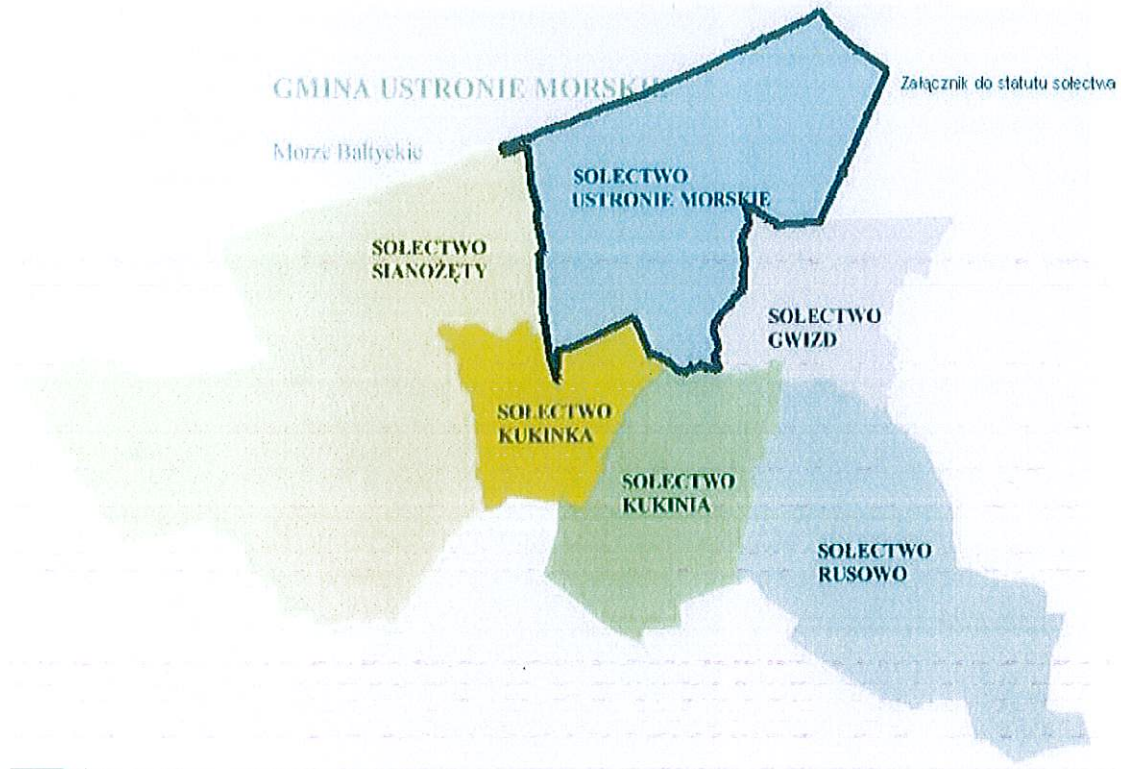 GMINA USTRONIE MORSKIE
Załącznik do statutu sołectwa
Morze Bałtyckie
SOŁECTWO
USTRONIE MORSKIE
SOŁECTWO
SIANOŻĘTY
SOŁECTWO
GWIZD
SOŁECTWO
KUKINKA
SOŁECTWO
KUKINIA
SOŁECTWO
RUSOWO